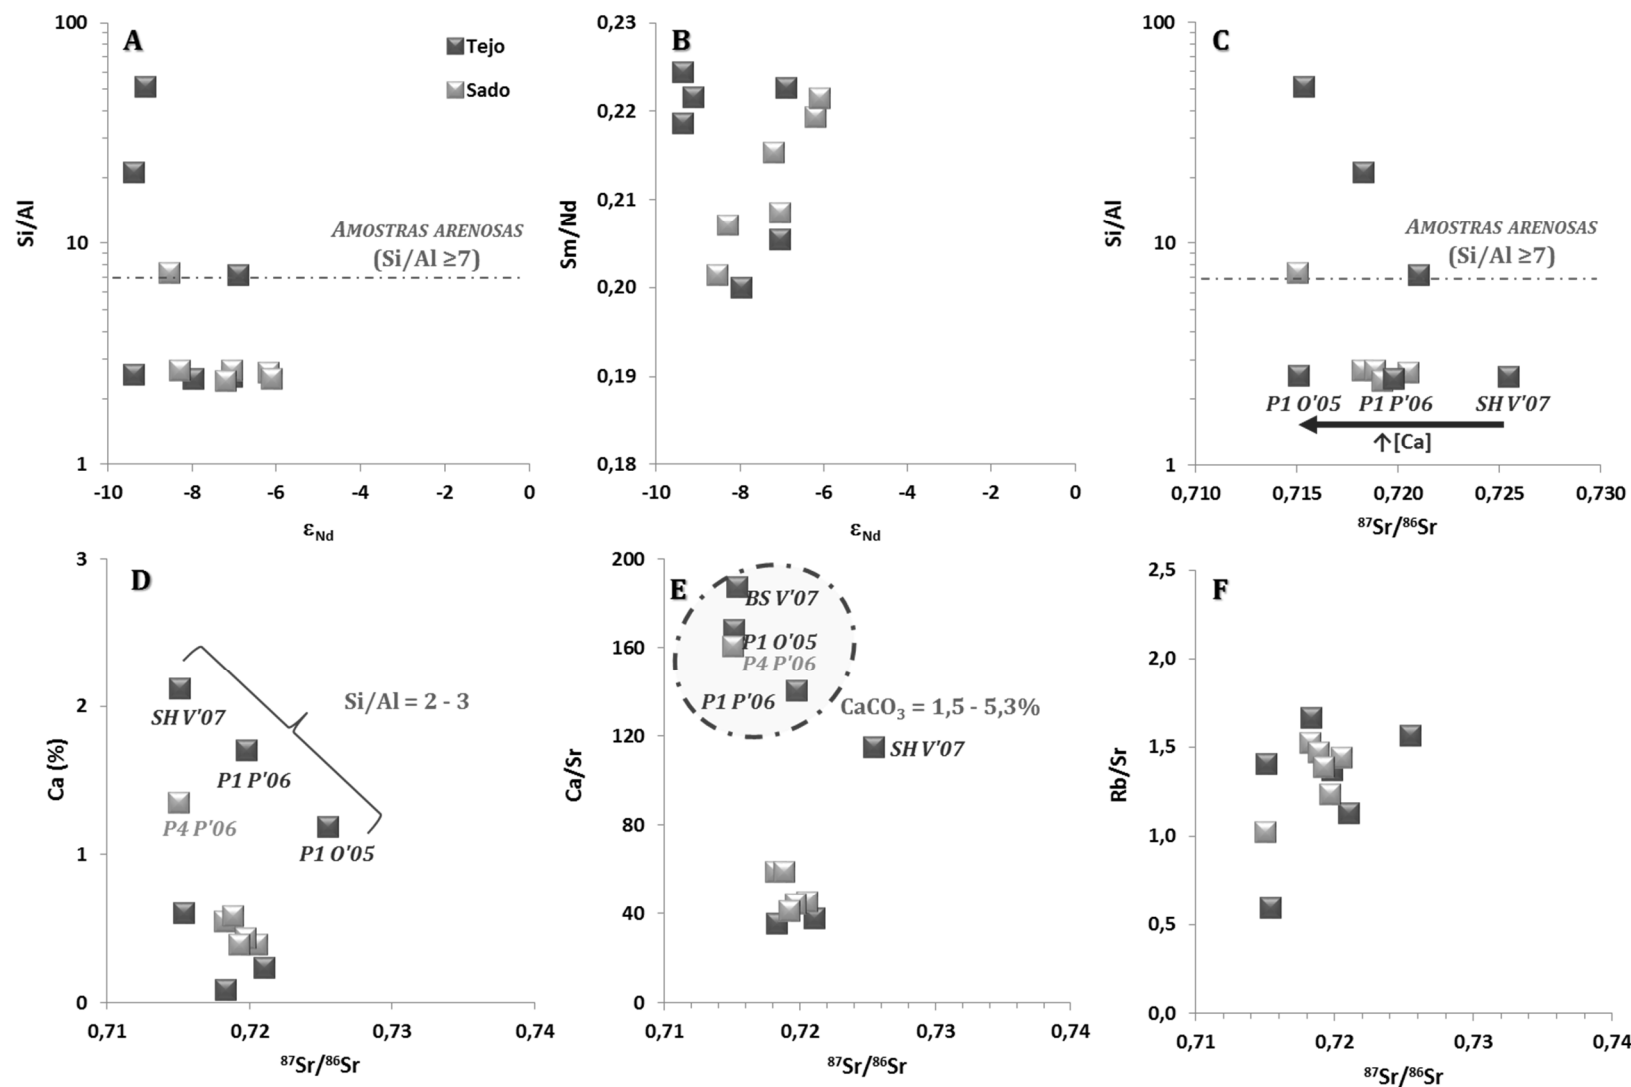 A
Tejo
Sado
Si/Al
100
10
1
AMOSTRAS ARENOSAS
(Si/Al ≥7)
-10 -8 -6 -4 -2 0
εNd
B
Sm/Nd
0,23
0,22
0,21
0,20
0,19
0,18
-10 -8 -6 -4 -2 0
εNd
C
Si/Al
100
10
1
AMOSTRAS ARENOSAS
(Si/Al ≥7)
P1 O'05 P1 P'06 SH V'07
↑[Ca]
0,710 0,715 0,720 0,725 0,730
⁸⁷Sr/⁸⁶Sr
D
Ca (%)
3
2
1
0
Si/Al = 2 - 3
SH V'07
P1 P'06
P4 P'06
P1 O'05
0,71 0,72 0,73 0,74
⁸⁷Sr/⁸⁶Sr
E
Ca/Sr
200
160
120
80
40
0
BS V'07
P1 O'05
P4 P'06
P1 P'06
CaCO₃ = 1,5 - 5,3%
SH V'07
0,71 0,72 0,73 0,74
⁸⁷Sr/⁸⁶Sr
F
Rb/Sr
2,5
2,0
1,5
1,0
0,5
0,0
0,71 0,72 0,73 0,74
⁸⁷Sr/⁸⁶Sr